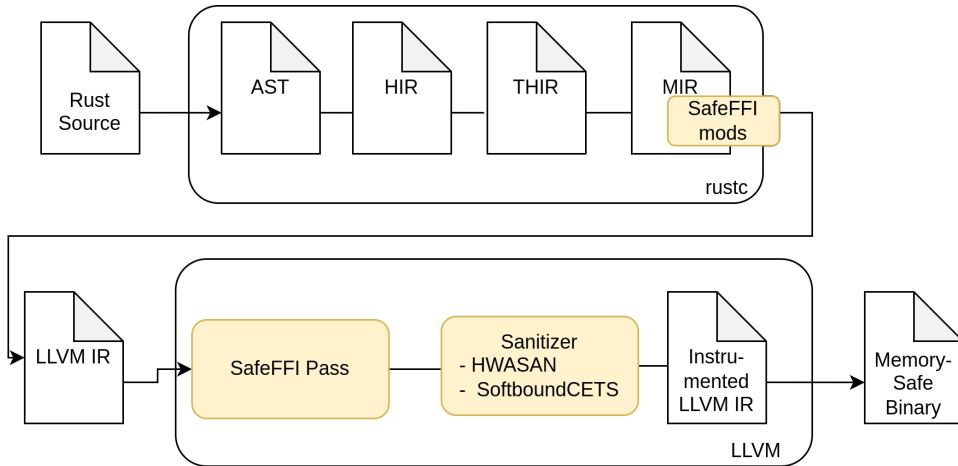 Rust
Source
AST
HIR
THIR
MIR
SafeFFI
mods
rustc
LLVM IR
SafeFFI Pass
Sanitizer
- HWASAN
- SoftboundCETS
Instru-
mented
LLVM IR
Memory-
Safe
Binary
LLVM